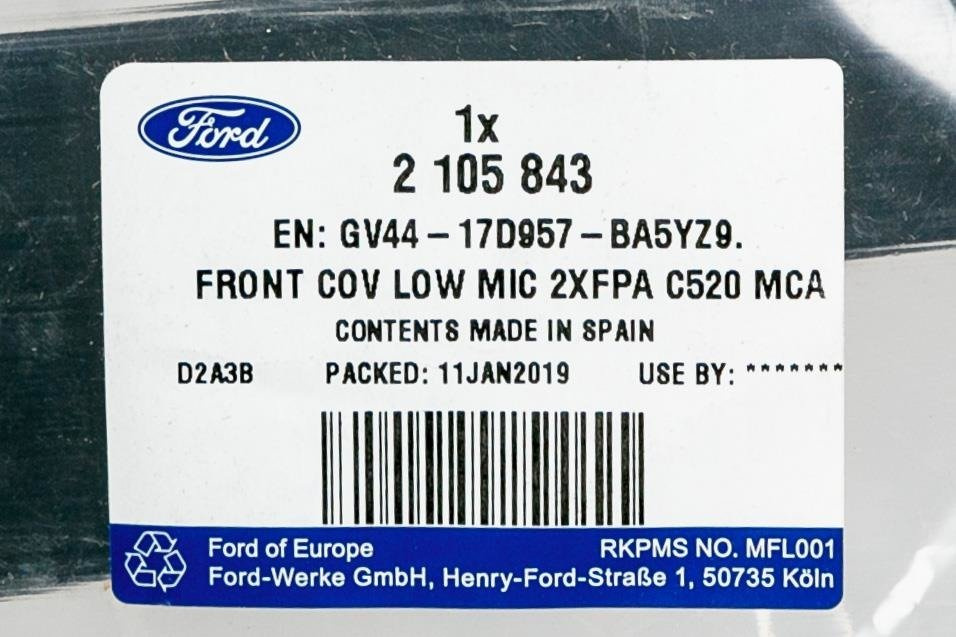 Ford
1x
2 105 843
EN: GV44-17D957-BA5YZ9.
FRONT COV LOW MIC 2XFPA C520 MCA
CONTENTS MADE IN SPAIN
D2A3B PACKED: 11JAN2019 USE BY: *******
Ford of Europe RKPMS NO. MFL001
Ford-Werke GmbH, Henry-Ford-Straße 1, 50735 Köln